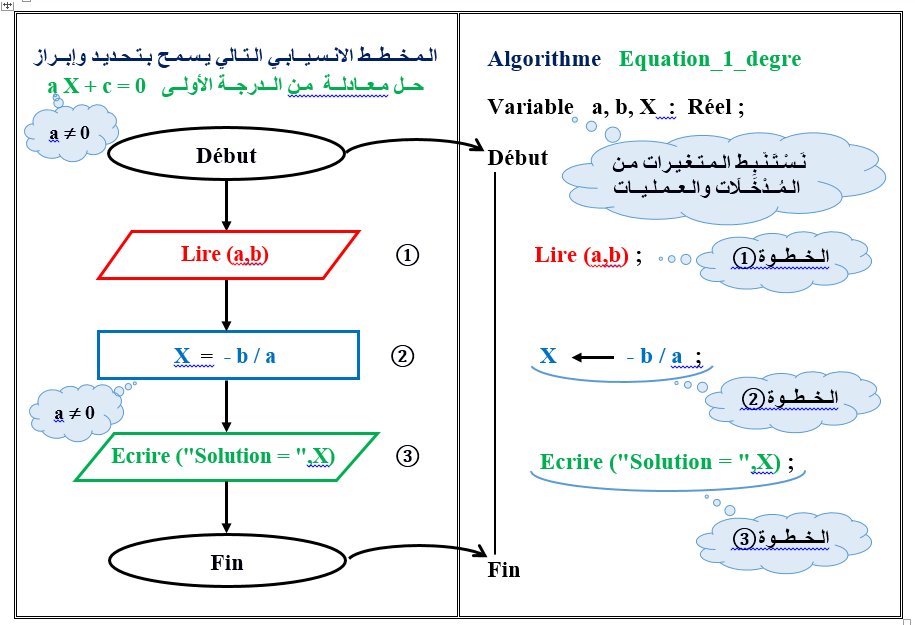 المخطط الانسيابي التالي يسمح بتحديد وإبراز
حل معادلة من الدرجة الأولى a X + c = 0
a ≠ 0
Début
Lire (a,b)
①
X = - b / a
②
a ≠ 0
Ecrire ("Solution = ",X)
③
Fin
Algorithme Equation_1_degre
Variable a, b, X : Réel ;
Début
نَسْتَنْبِط المتغيرات من
المُدْخَلَات والعمليات
Lire (a,b) ;
الخطوة①
X ← - b / a ;
الخطوة②
Ecrire ("Solution = ",X) ;
الخطوة③
Fin